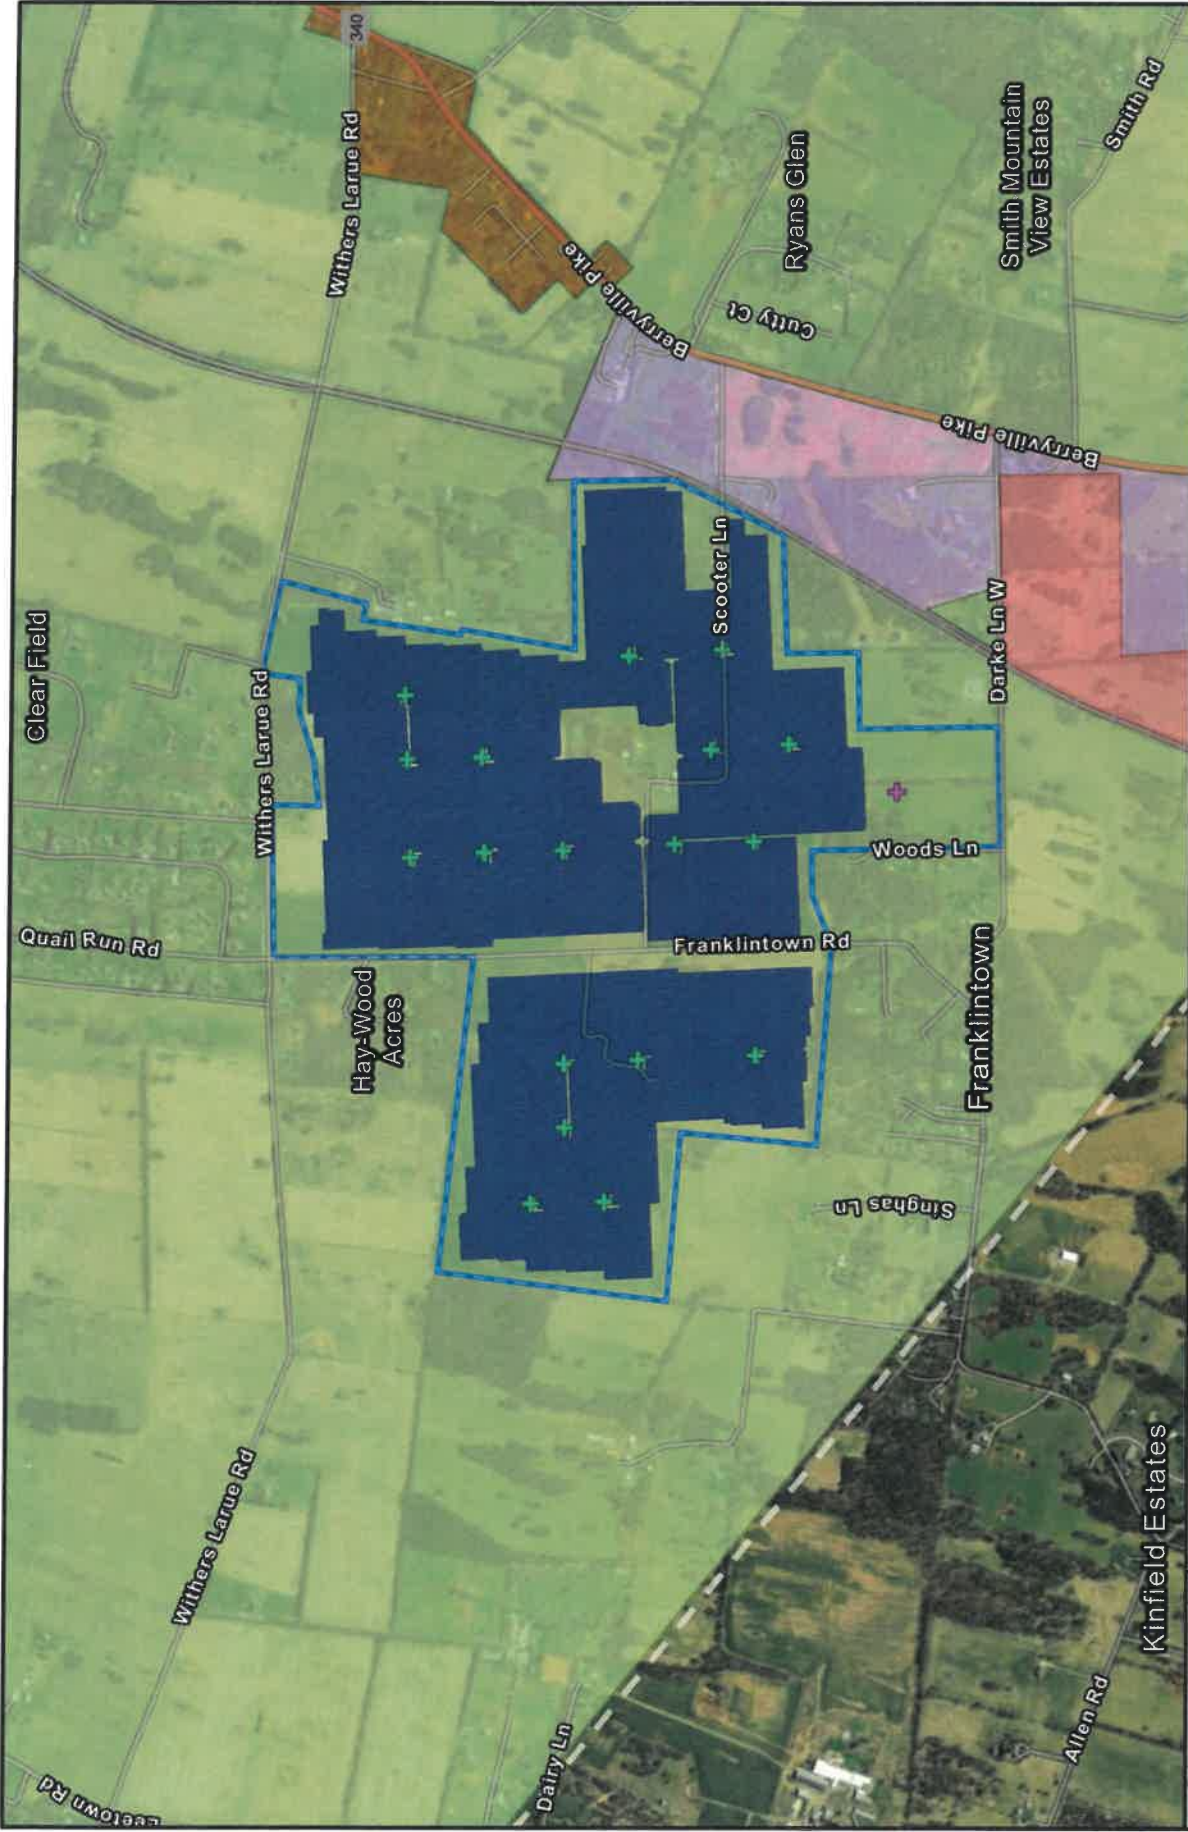 Leetown Rd
Quail Run Rd
Clear Field
Withers Larue Rd
Withers Larue Rd
Withers Larue Rd
340
Hay-Wood
Acres
Dairy Ln
Berryville Pike
Scooter Ln
Franklintown Rd
Cutty Ct
Ryans Glen
Singhas Ln
Woods Ln
Franklintown
Darke Ln W
Berryville Pike
Smith Mountain
View Estates
Allen Rd
Smith Rd
Kinfield Estates